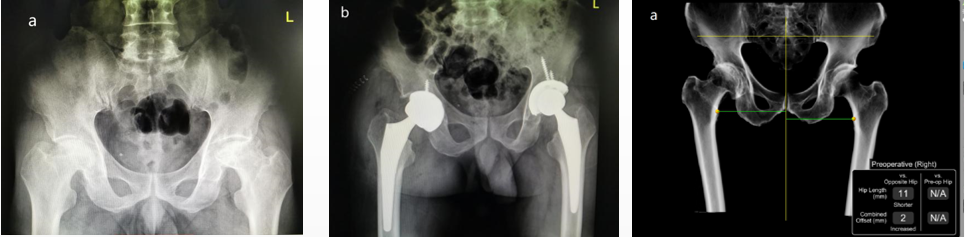 a
L
b
L
a
Preoperative (Right)
vs. Opposite Hip
vs. Pre-op Hip
Hip Length (mm)
11
N/A
Shorter
Combined Offset (mm)
2
N/A
Increased